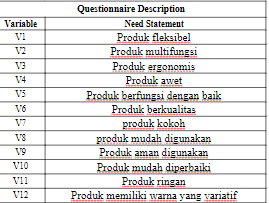 Questionnaire Description
Variable Need Statement
V1 Produk fleksibel
V2 Produk multifungsi
V3 Produk ergonomis
V4 Produk awet
V5 Produk berfungsi dengan baik
V6 Produk berkualitas
V7 produk kokoh
V8 produk mudah digunakan
V9 Produk aman digunakan
V10 Produk mudah diperbaiki
V11 Produk ringan
V12 Produk memiliki warna yang variatif